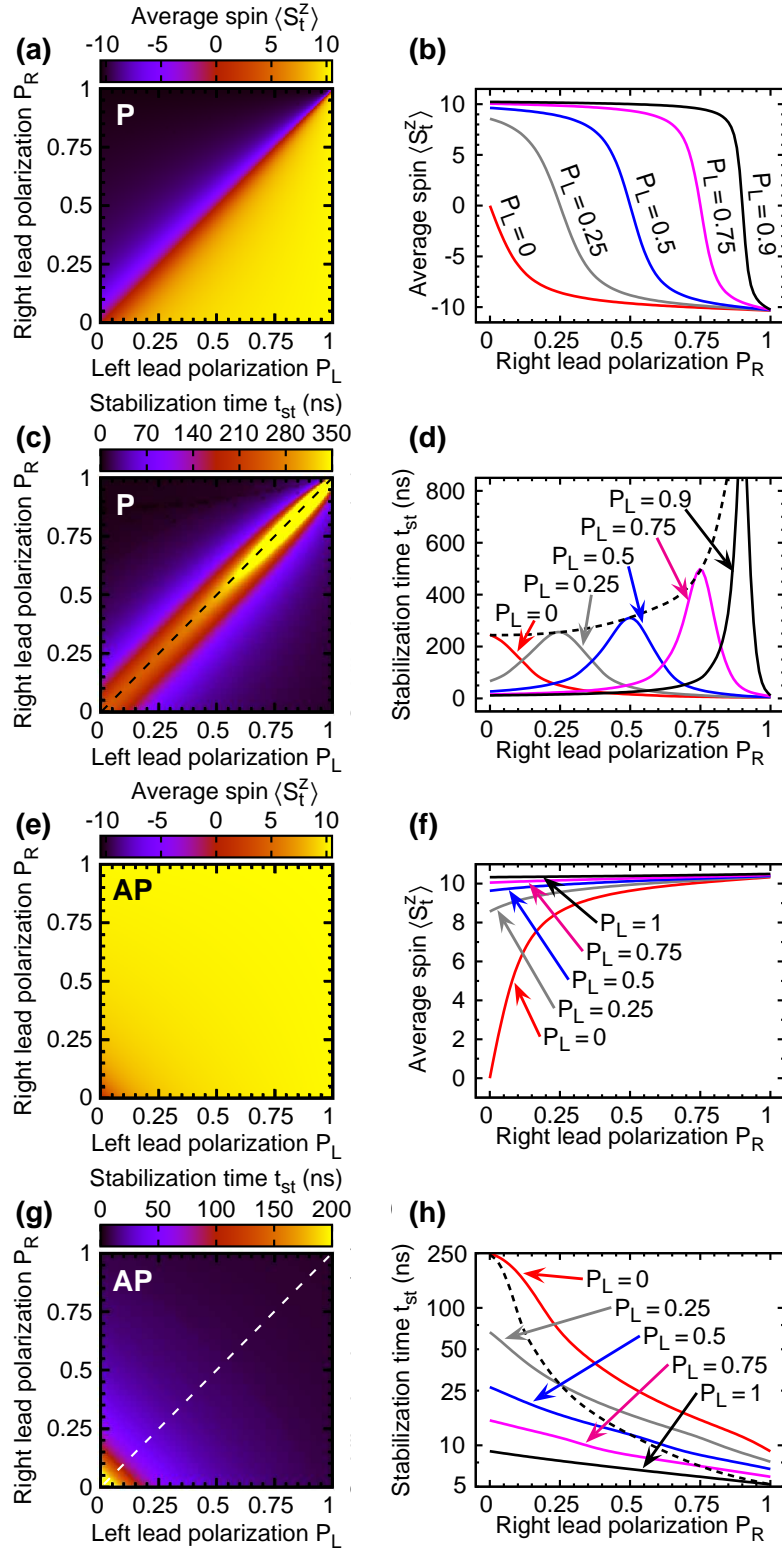 Average spin ⟨S_t^z⟩
(a)
-10 -5 0 5 10
Right lead polarization P_R
1
0.75
0.5
0.25
0
P
0 0.25 0.5 0.75 1
Left lead polarization P_L
(b)
Average spin ⟨S_t^z⟩
10
5
0
-5
-10
P_L = 0
P_L = 0.25
P_L = 0.5
P_L = 0.75
P_L = 0.9
0 0.25 0.5 0.75 1
Right lead polarization P_R
Stabilization time t_st (ns)
(c)
0 70 140 210 280 350
Right lead polarization P_R
1
0.75
0.5
0.25
0
P
0 0.25 0.5 0.75 1
Left lead polarization P_L
(d)
Stabilization time t_st (ns)
800
600
400
200
0
P_L = 0.9
P_L = 0.75
P_L = 0.5
P_L = 0.25
P_L = 0
0 0.25 0.5 0.75 1
Right lead polarization P_R
Average spin ⟨S_t^z⟩
(e)
-10 -5 0 5 10
Right lead polarization P_R
1
0.75
0.5
0.25
0
AP
0 0.25 0.5 0.75 1
Left lead polarization P_L
(f)
Average spin ⟨S_t^z⟩
10
8
6
4
2
0
P_L = 1
P_L = 0.75
P_L = 0.5
P_L = 0.25
P_L = 0
0 0.25 0.5 0.75 1
Right lead polarization P_R
Stabilization time t_st (ns)
(g)
0 50 100 150 200
Right lead polarization P_R
1
0.75
0.5
0.25
0
AP
0 0.25 0.5 0.75 1
Left lead polarization P_L
(h)
Stabilization time t_st (ns)
250
100
50
25
10
5
P_L = 0
P_L = 0.25
P_L = 0.5
P_L = 0.75
P_L = 1
0 0.25 0.5 0.75 1
Right lead polarization P_R